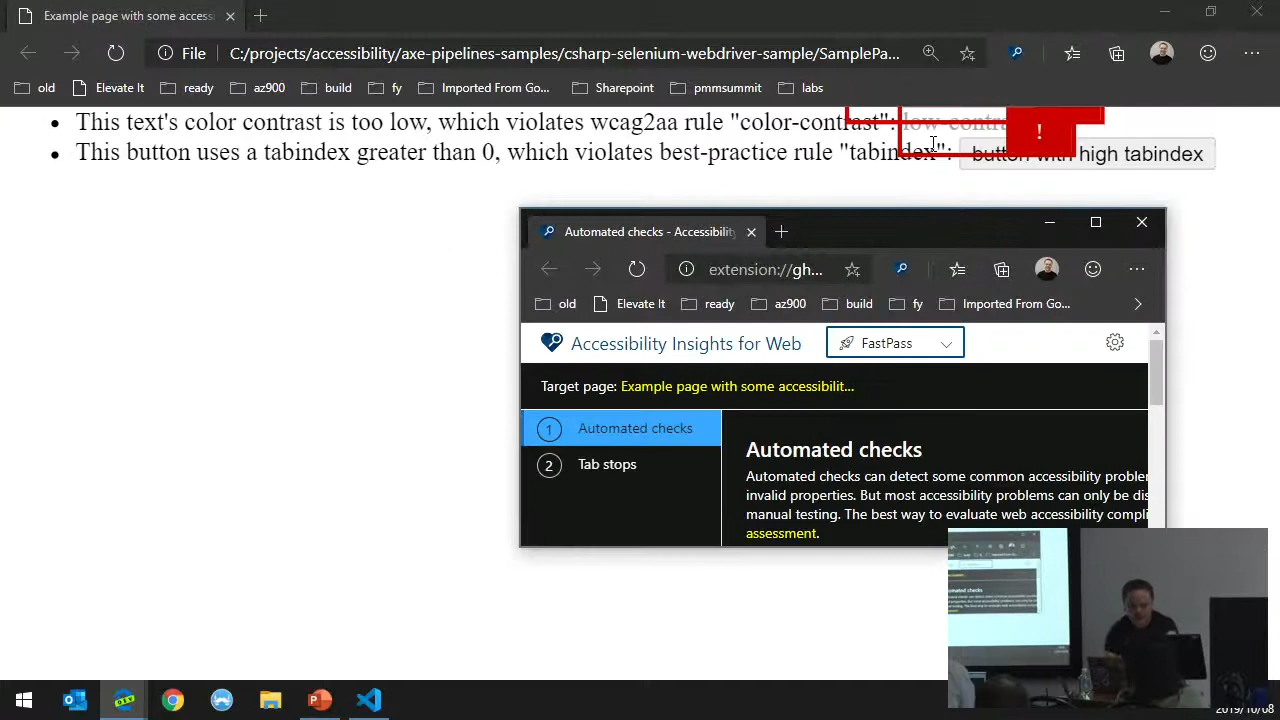 Example page with some access
File
C:/projects/accessibility/axe-pipelines-samples/csharp-selenium-webdriver-sample/SamplePa...
old
Elevate It
ready
az900
build
fy
Imported From Go...
Sharepoint
pmmsummit
labs
This text's color contrast is too low, which violates wcag2aa rule "color-contrast": low-contra
!
This button uses a tabindex greater than 0, which violates best-practice rule "tabindex": button with high tabindex
Automated checks - Accessibility
extension://gh...
old
Elevate It
ready
az900
build
fy
Imported From Go...
Accessibility Insights for Web
FastPass
Target page: Example page with some accessibilit...
1 Automated checks
2 Tab stops
Automated checks
Automated checks can detect some common accessibility probler
invalid properties. But most accessibility problems can only be dis
manual testing. The best way to evaluate web accessibility compli
assessment.
2019/10/08